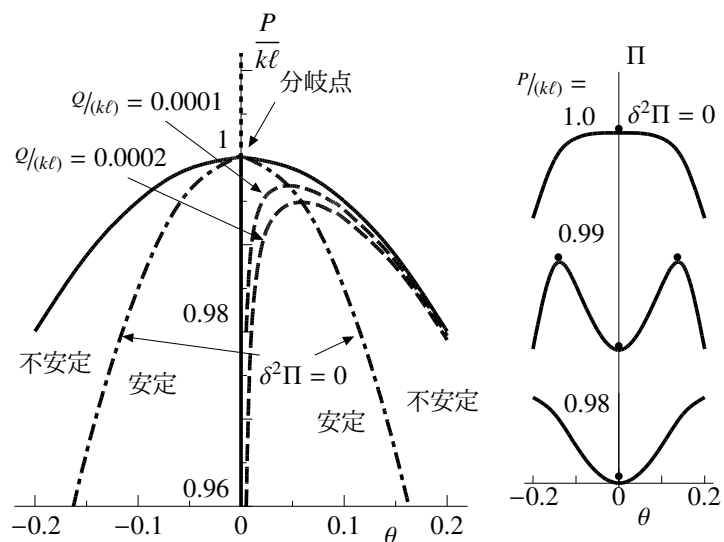 P
kℓ
分岐点
Q/(kℓ) = 0.0001
1
Q/(kℓ) = 0.0002
0.98
不安定
安定
δ²Π = 0
安定
不安定
0.96
−0.2
−0.1
0
0.1
θ
0.2
Π
P/(kℓ) =
1.0
δ²Π = 0
0.99
0.98
−0.2
0
θ
0.2